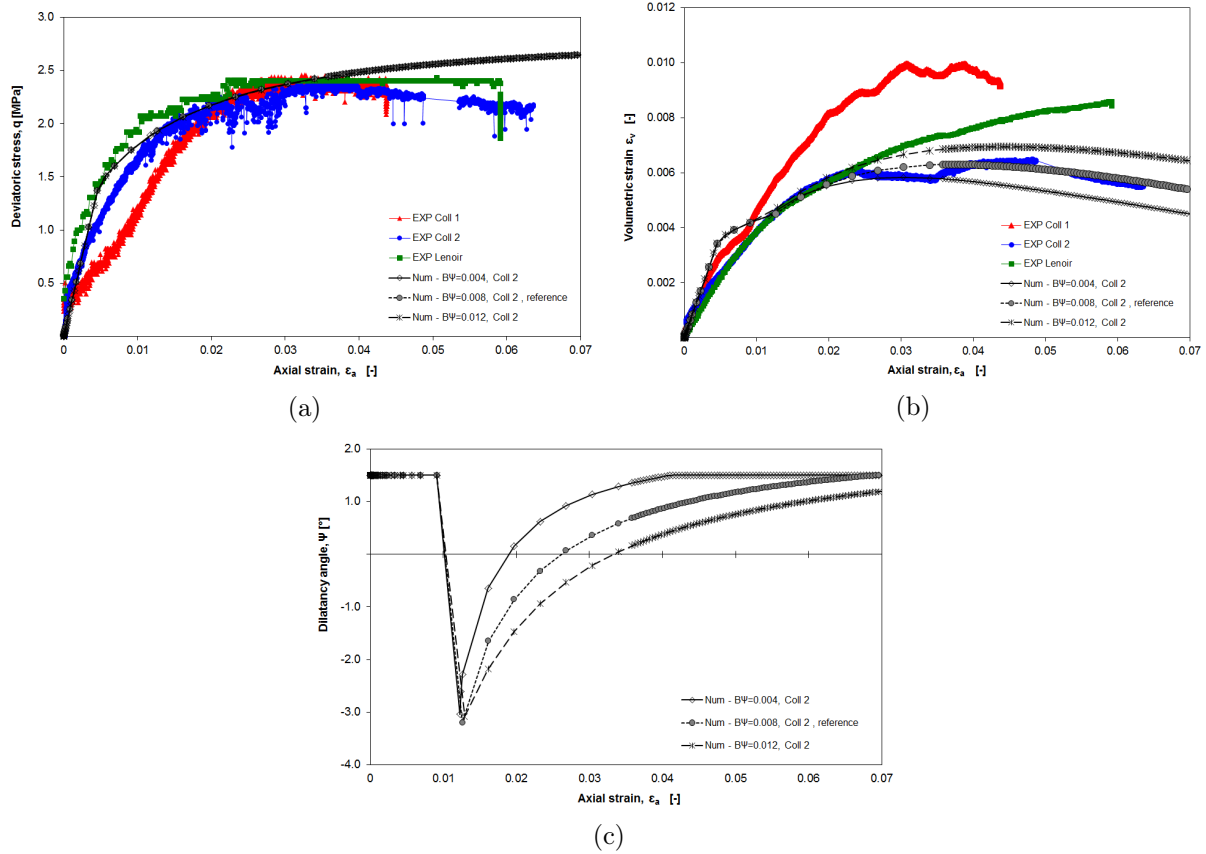 3.0
2.5
2.0
1.5
1.0
0.5
Deviatoric stress, q [MPa]
EXP Coll 1
EXP Coll 2
EXP Lenoir
Num - BΨ=0.004, Coll 2
Num - BΨ=0.008, Coll 2 , reference
Num - BΨ=0.012, Coll 2
0 0.01 0.02 0.03 0.04 0.05 0.06 0.07
Axial strain, εa [-]
(a)
0.012
0.010
0.008
0.006
0.004
0.002
Volumetric strain εv [-]
EXP Coll 1
EXP Coll 2
EXP Lenoir
Num - BΨ=0.004, Coll 2
Num - BΨ=0.008, Coll 2 , reference
Num - BΨ=0.012, Coll 2
0 0.01 0.02 0.03 0.04 0.05 0.06 0.07
Axial strain, εa [-]
(b)
2.0
1.0
-1.0
-2.0
-3.0
-4.0
Dilatancy angle, Ψ [°]
Num - BΨ=0.004, Coll 2
Num - BΨ=0.008, Coll 2 , reference
Num - BΨ=0.012, Coll 2
0 0.01 0.02 0.03 0.04 0.05 0.06 0.07
Axial strain, εa [-]
(c)